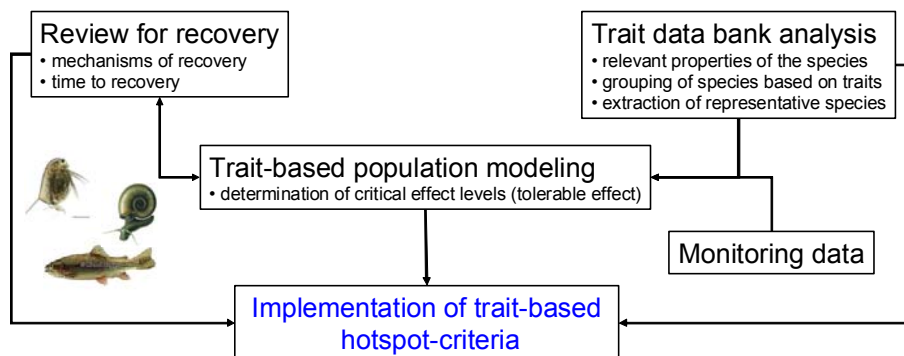 Review for recovery
• mechanisms of recovery
• time to recovery
Trait data bank analysis
• relevant properties of the species
• grouping of species based on traits
• extraction of representative species
Trait-based population modeling
• determination of critical effect levels (tolerable effect)
Monitoring data
Implementation of trait-based
hotspot-criteria